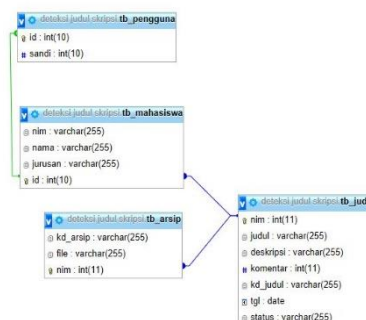 deteksi judul skripsi tb_pengguna
id : int(10)
sandi : int(10)
deteksi judul skripsi tb_mahasiswa
nim : varchar(255)
nama : varchar(255)
jurusan : varchar(255)
id : int(10)
deteksi judul skripsi tb_arsip
kd_arsip : varchar(255)
file : varchar(255)
nim : int(11)
deteksi judul skripsi tb_jud
nim : int(11)
judul : varchar(255)
deskripsi : varchar(255)
komentar : int(11)
kd_judul : varchar(255)
tgl : date
status : varchar(255)